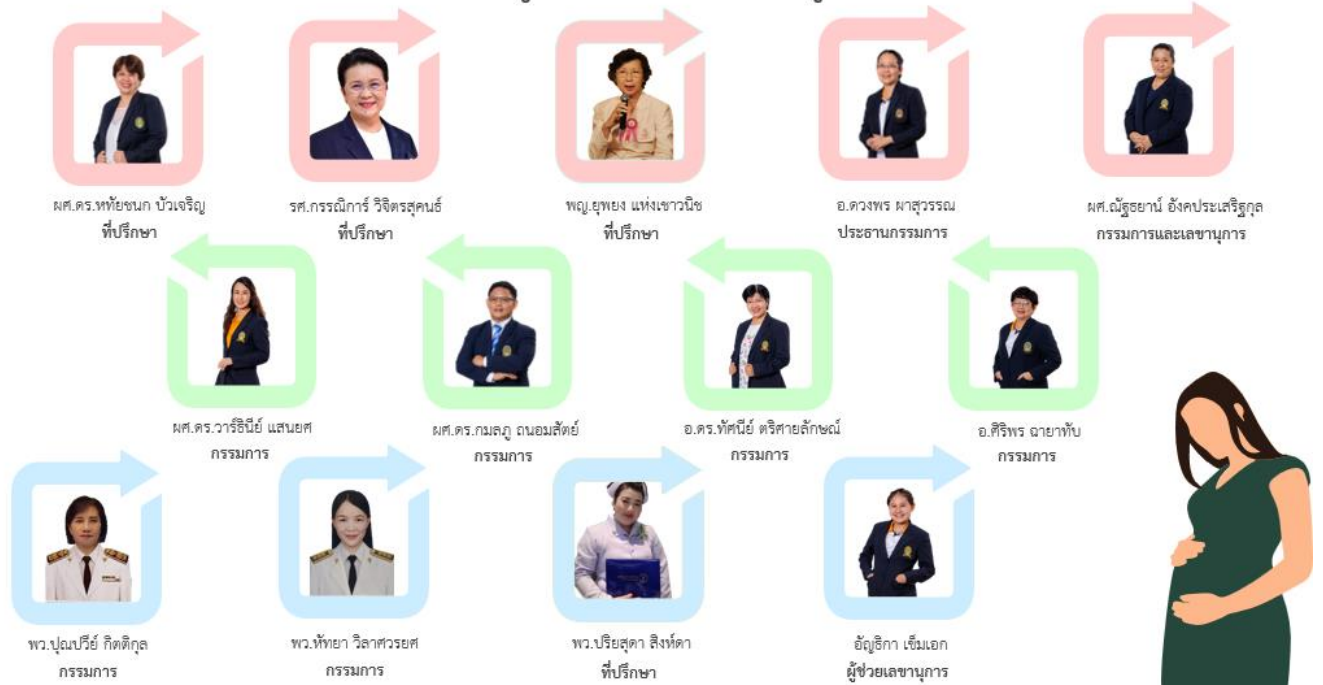 ผศ.ดร.หทัยชนก บัวเจริญ
ที่ปรึกษา
รศ.กรรณิการ์ วิจิตรสุคนธ์
ที่ปรึกษา
พญ.ยุพยง แห่งเชาวนิช
ที่ปรึกษา
อ.ดวงพร ผาสุวรรณ
ประธานกรรมการ
ผศ.ณัฐธยาน์ อังคประเสริฐกุล
กรรมการและเลขานุการ
ผศ.ดร.วาร์ธินีย์ แสนยศ
กรรมการ
ผศ.ดร.กมลภู ถนอมสัตย์
กรรมการ
อ.ดร.ทัศนีย์ ตริศายลักษณ์
กรรมการ
อ.ศิริพร ฉายาทับ
กรรมการ
พว.ปุณปวีย์ กิตติกุล
กรรมการ
พว.หัทยา วิลาศวรยศ
กรรมการ
พว.ปริยสุดา สิงห์ดา
ที่ปรึกษา
อัญธิกา เข็มเอก
ผู้ช่วยเลขานุการ